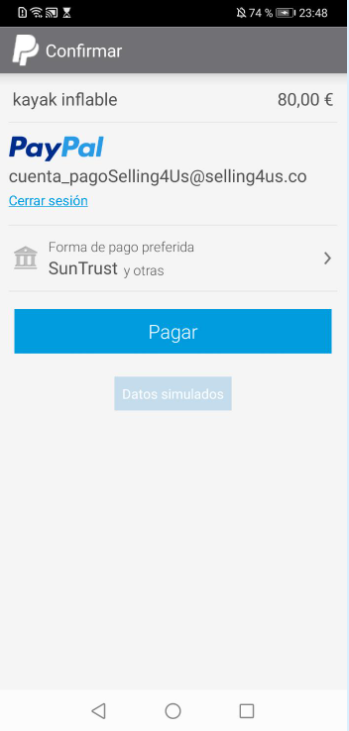 74 % 23:48
Confirmar
kayak inflable 80,00 €
PayPal
cuenta_pagoSelling4Us@selling4us.co
Cerrar sesión
Forma de pago preferida
SunTrust y otras
Pagar
Datos simulados